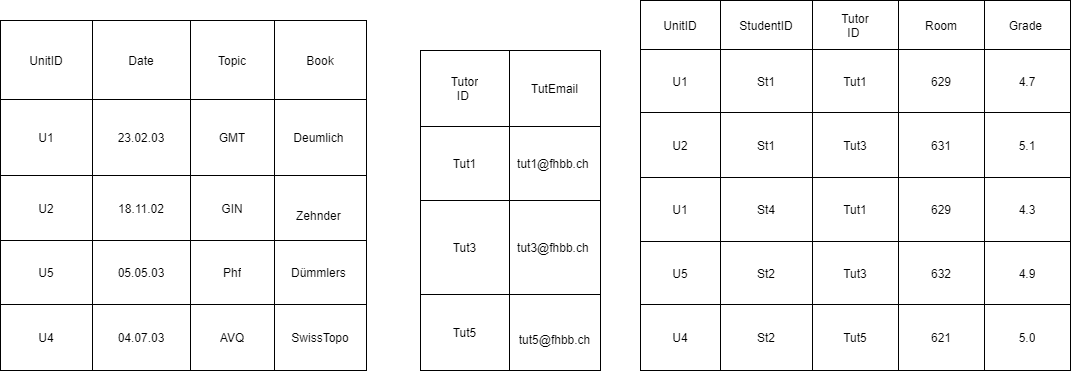 UnitID Date Topic Book
U1 23.02.03 GMT Deumlich
U2 18.11.02 GIN Zehnder
U5 05.05.03 Phf Dümmlers
U4 04.07.03 AVQ SwissTopo
Tutor
ID
TutEmail
Tut1 tut1@fhbb.ch
Tut3 tut3@fhbb.ch
Tut5 tut5@fhbb.ch
UnitID StudentID Tutor
ID
Room Grade
U1 St1 Tut1 629 4.7
U2 St1 Tut3 631 5.1
U1 St4 Tut1 629 4.3
U5 St2 Tut3 632 4.9
U4 St2 Tut5 621 5.0